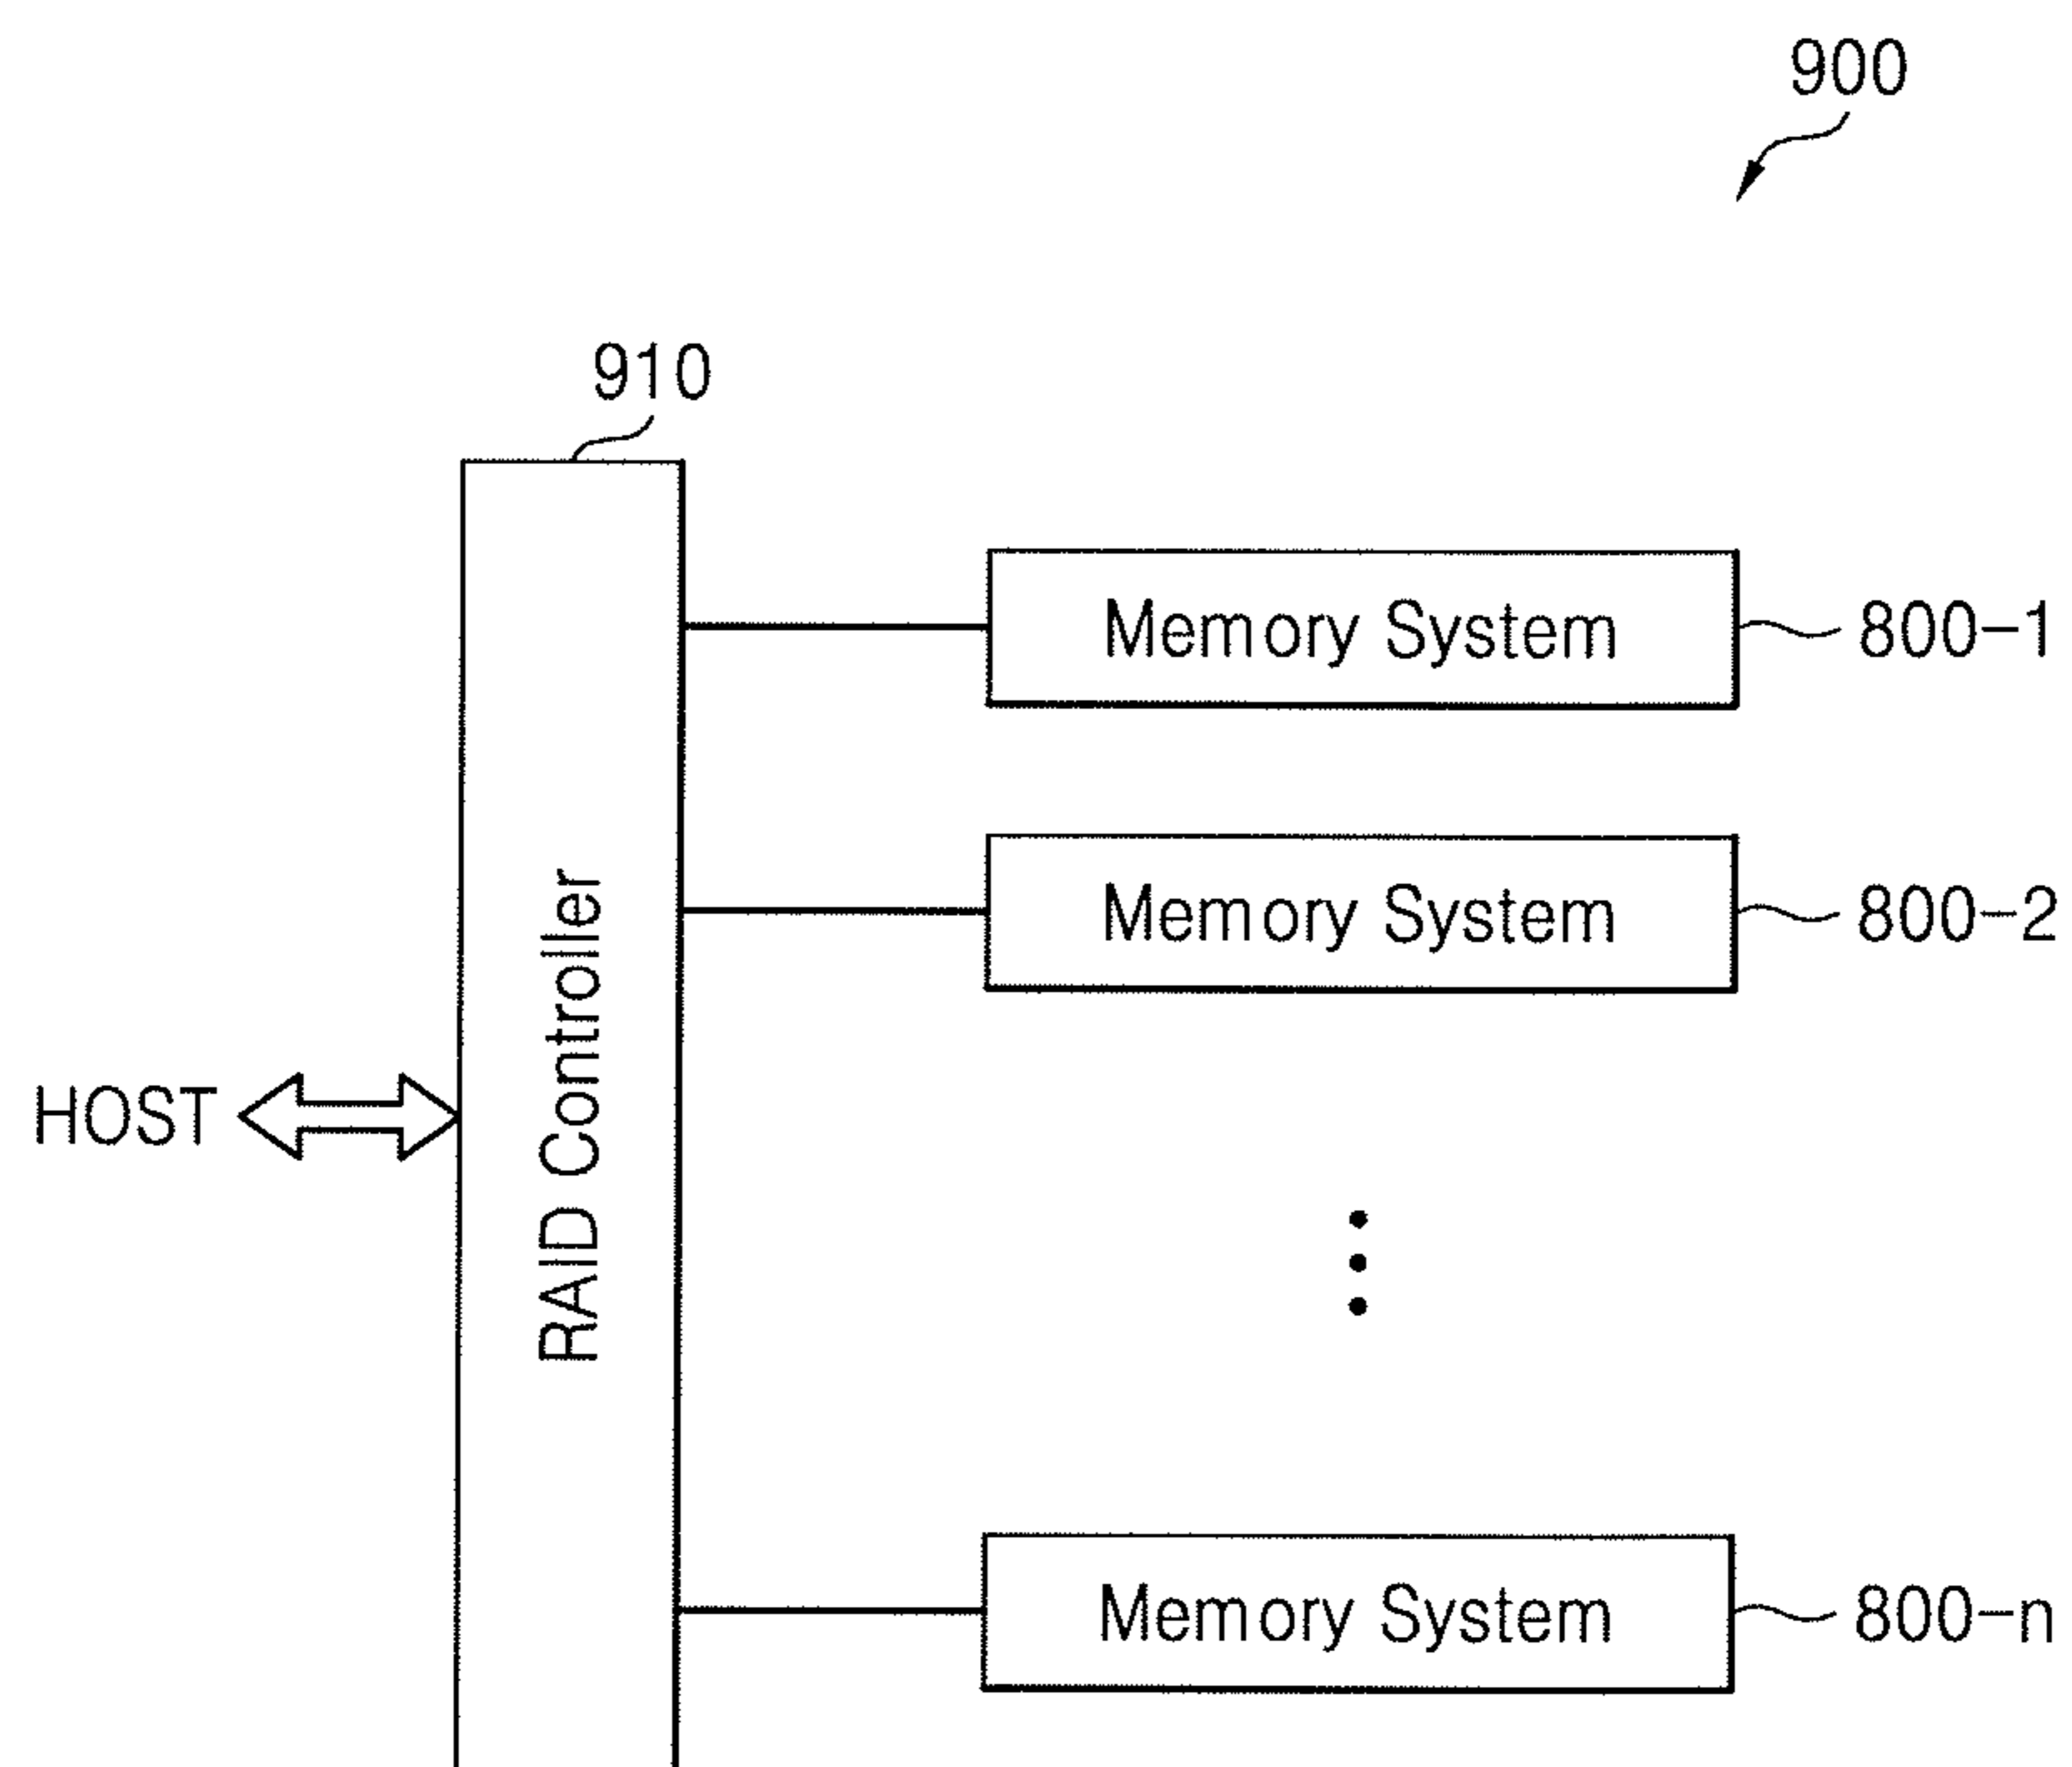 900
910
Memory System 800-1
Memory System 800-2
RAID Controller
HOST
Memory System 800-n